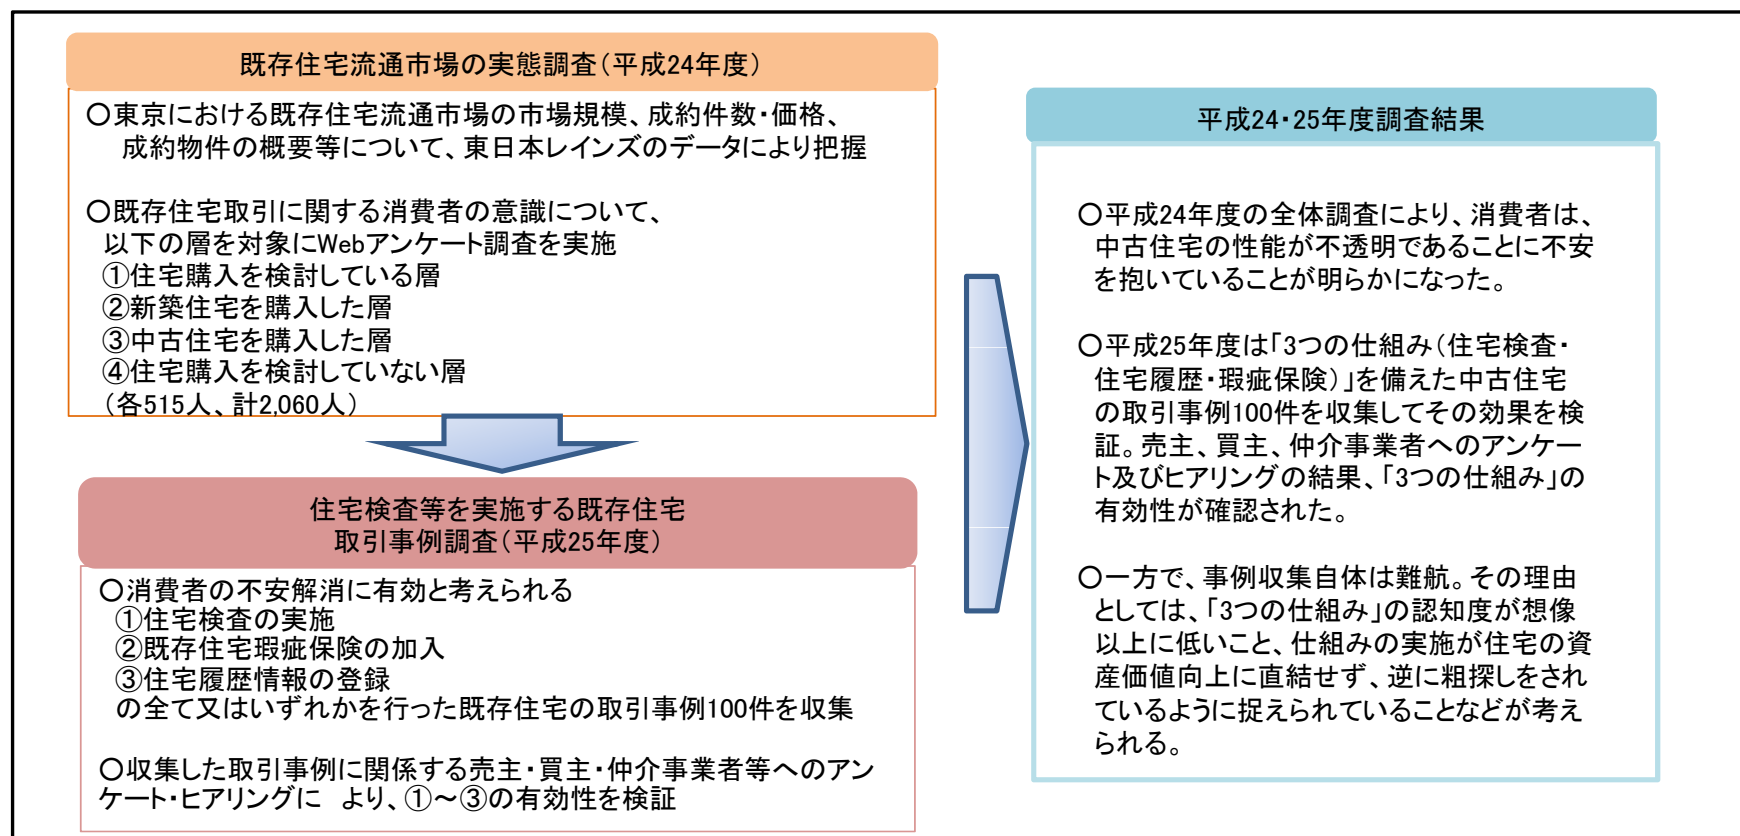 既存住宅流通市場の実態調査（平成24年度）
〇東京における既存住宅流通市場の市場規模、成約件数・価格、
成約物件の概要等について、東日本レインズのデータにより把握
〇既存住宅取引に関する消費者の意識について、
以下の層を対象にWebアンケート調査を実施
①住宅購入を検討している層
②新築住宅を購入した層
③中古住宅を購入した層
④住宅購入を検討していない層
（各515人、計2,060人）
住宅検査等を実施する既存住宅
取引事例調査（平成25年度）
〇消費者の不安解消に有効と考えられる
①住宅検査の実施
②既存住宅瑕疵保険の加入
③住宅履歴情報の登録
の全て又はいずれかを行った既存住宅の取引事例100件を収集
〇収集した取引事例に関係する売主・買主・仲介事業者等へのアン
ケート・ヒアリングに　より、①～③の有効性を検証
平成24・25年度調査結果
〇平成24年度の全体調査により、消費者は、
中古住宅の性能が不透明であることに不安
を抱いていることが明らかになった。
〇平成25年度は「3つの仕組み（住宅検査・
住宅履歴・瑕疵保険）」を備えた中古住宅
の取引事例100件を収集してその効果を検
証。売主、買主、仲介事業者へのアンケー
ト及びヒアリングの結果、「3つの仕組み」の
有効性が確認された。
〇一方で、事例収集自体は難航。その理由
としては、「3つの仕組み」の認知度が想像
以上に低いこと、仕組みの実施が住宅の資
産価値向上に直結せず、逆に粗探しをされ
ているように捉えられていることなどが考え
られる。